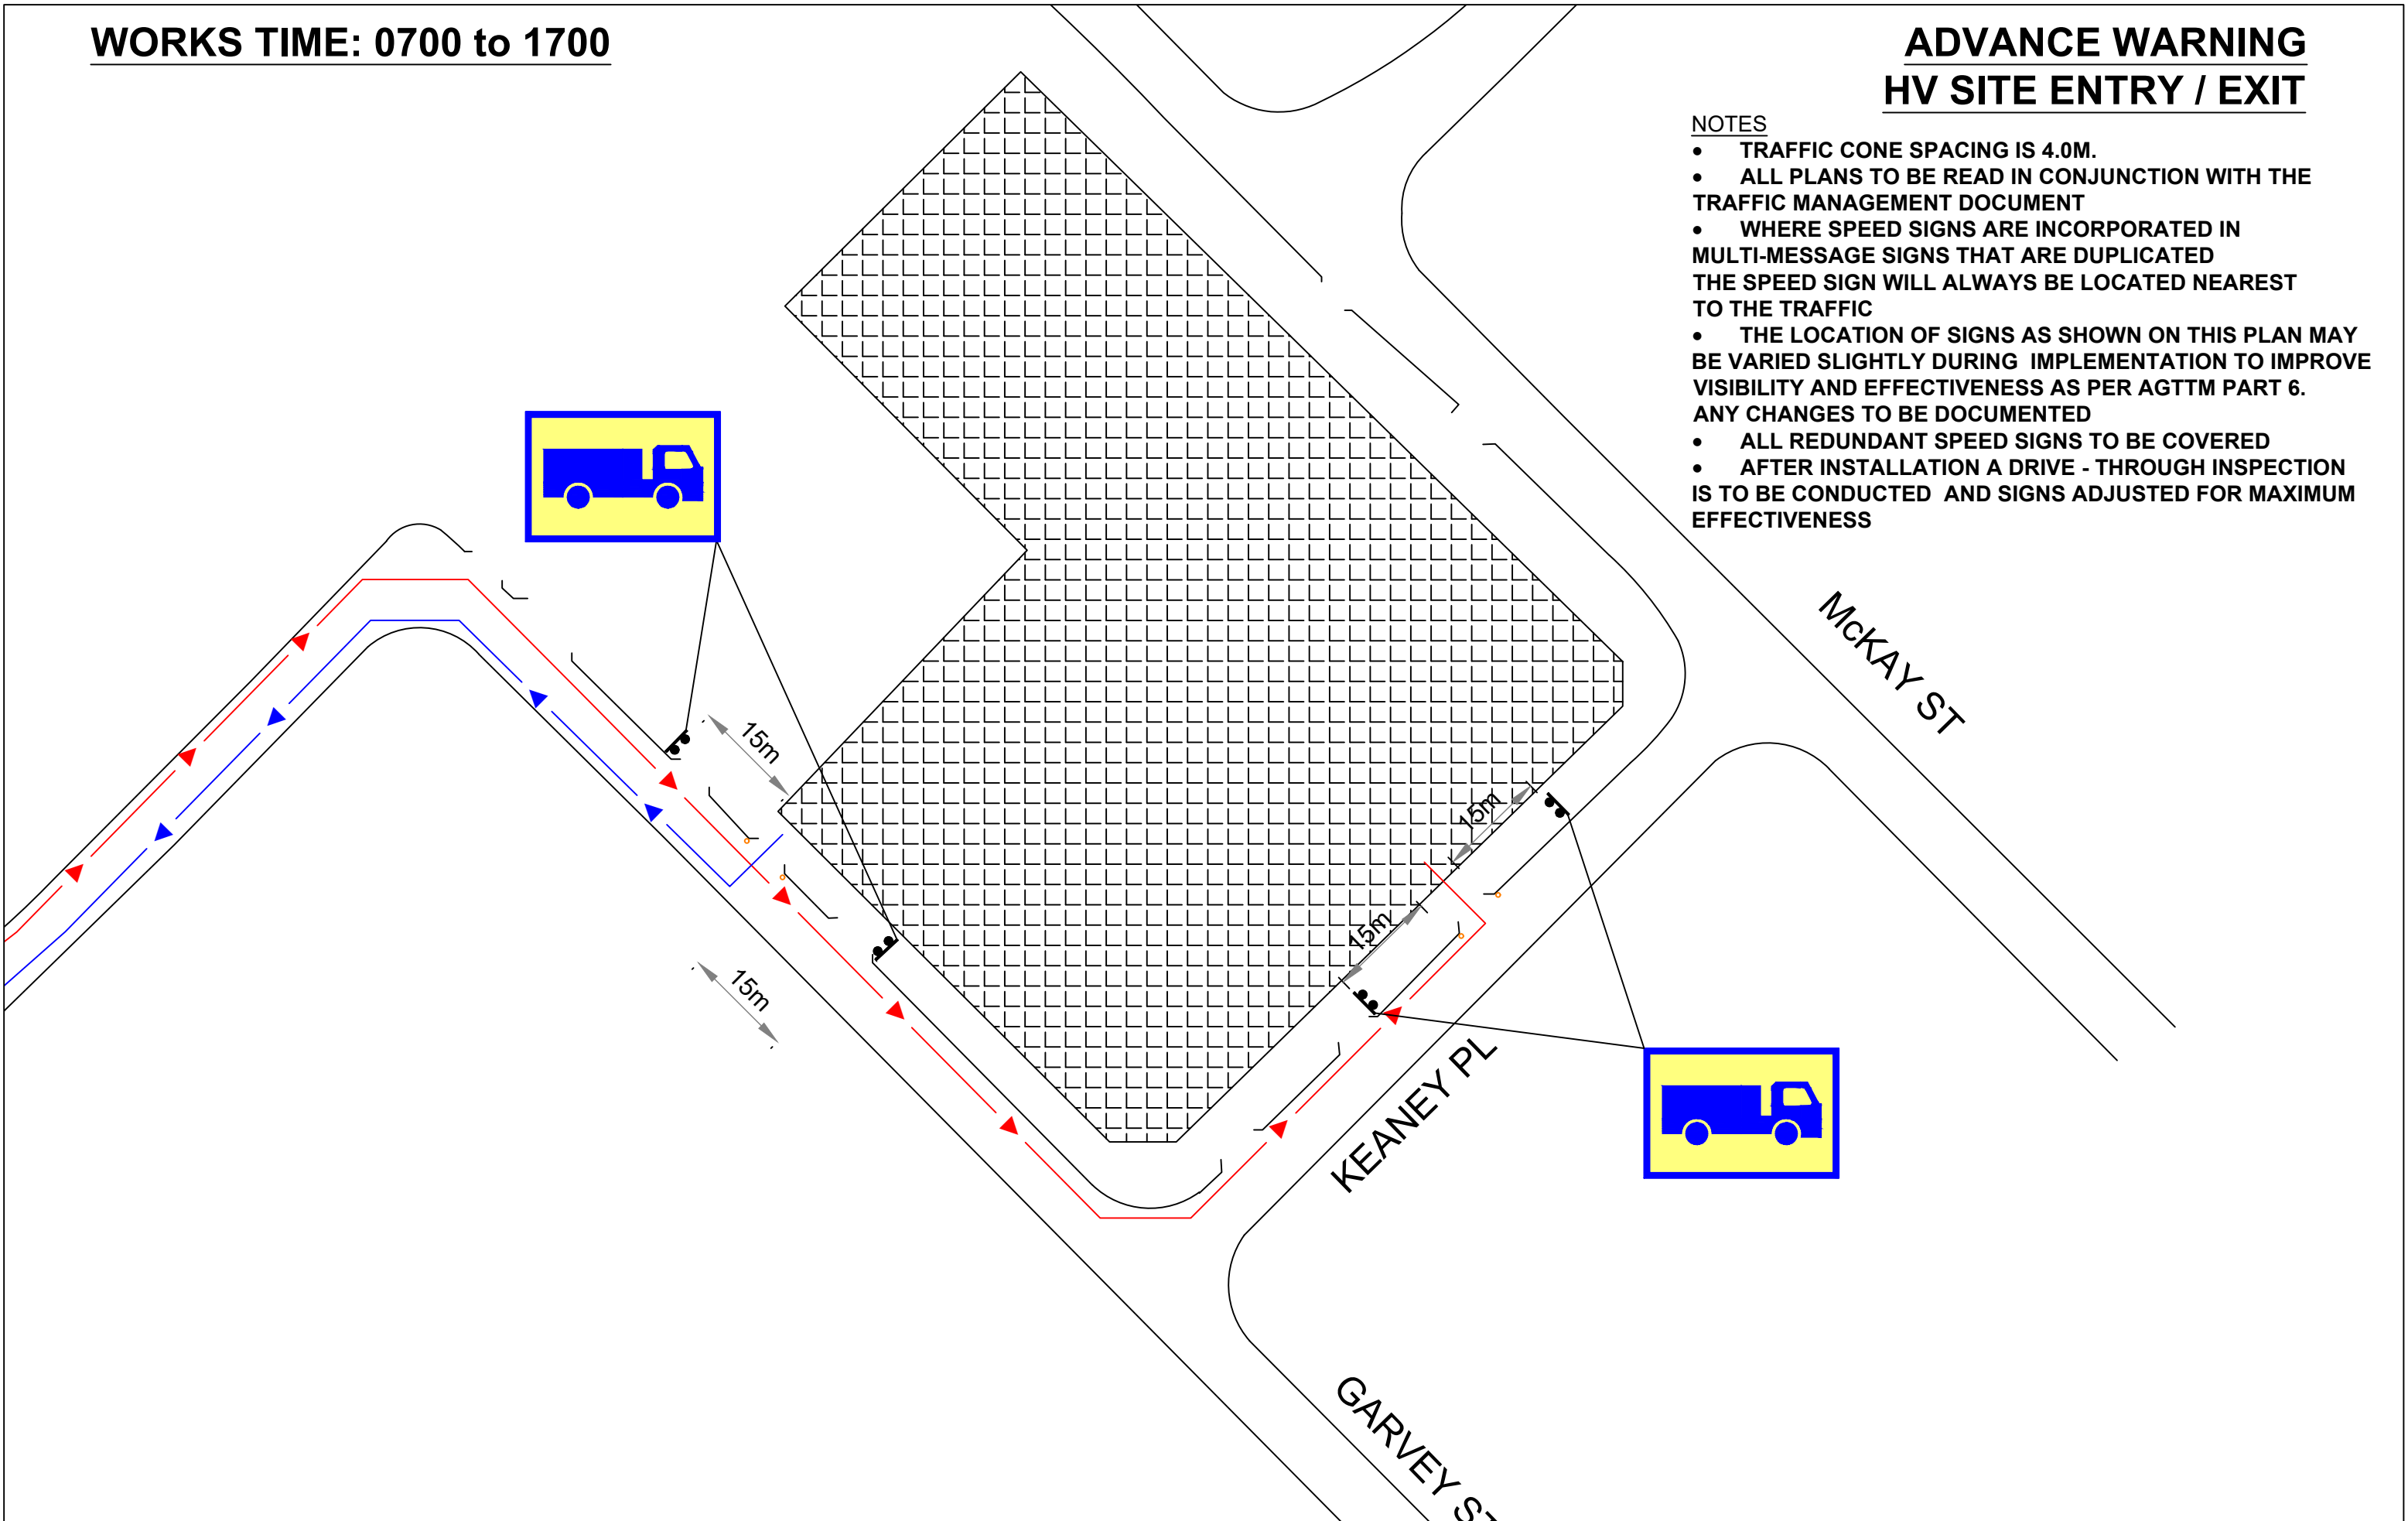 WORKS TIME: 0700 to 1700
ADVANCE WARNING
HV SITE ENTRY / EXIT
NOTES
• TRAFFIC CONE SPACING IS 4.0M.
• ALL PLANS TO BE READ IN CONJUNCTION WITH THE
TRAFFIC MANAGEMENT DOCUMENT
• WHERE SPEED SIGNS ARE INCORPORATED IN
MULTI-MESSAGE SIGNS THAT ARE DUPLICATED
THE SPEED SIGN WILL ALWAYS BE LOCATED NEAREST
TO THE TRAFFIC
• THE LOCATION OF SIGNS AS SHOWN ON THIS PLAN MAY
BE VARIED SLIGHTLY DURING IMPLEMENTATION TO IMPROVE
VISIBILITY AND EFFECTIVENESS AS PER AGTTM PART 6.
ANY CHANGES TO BE DOCUMENTED
• ALL REDUNDANT SPEED SIGNS TO BE COVERED
• AFTER INSTALLATION A DRIVE - THROUGH INSPECTION
IS TO BE CONDUCTED AND SIGNS ADJUSTED FOR MAXIMUM
EFFECTIVENESS
McKAY ST
15m
15m
15m
15m
KEANEY PL
GARVEY ST